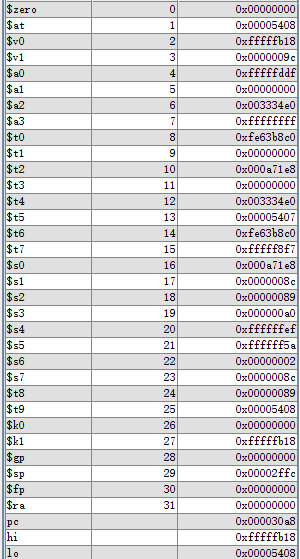 $zero 0 0x00000000
$at 1 0x00005408
$v0 2 0xfffffb18
$v1 3 0x0000009c
$a0 4 0xfffffddf
$a1 5 0x00000000
$a2 6 0x003334e0
$a3 7 0xffffffff
$t0 8 0xfe63b8c0
$t1 9 0x00000000
$t2 10 0x000a71e8
$t3 11 0x00000000
$t4 12 0x003334e0
$t5 13 0x00005407
$t6 14 0xfe63b8c0
$t7 15 0xfffff8f7
$s0 16 0x000a71e8
$s1 17 0x0000008c
$s2 18 0x00000089
$s3 19 0x000000a0
$s4 20 0xffffffef
$s5 21 0xffffff5a
$s6 22 0x00000002
$s7 23 0x0000008c
$t8 24 0x00000089
$t9 25 0x00005408
$k0 26 0x00000000
$k1 27 0xfffffb18
$gp 28 0x00000000
$sp 29 0x00002ffc
$fp 30 0x00000000
$ra 31 0x00000000
pc 0x000030a8
hi 0xfffffb18
lo 0x00005408